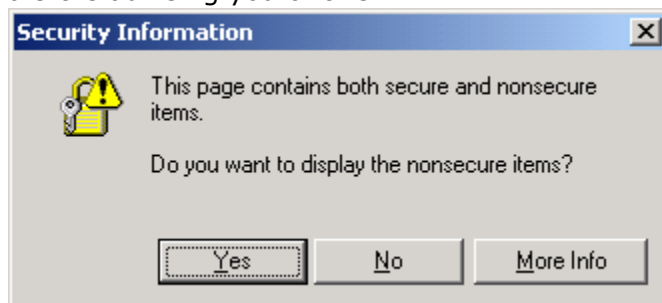 Security Information
This page contains both secure and nonsecure
items.
Do you want to display the nonsecure items?
Yes No More Info